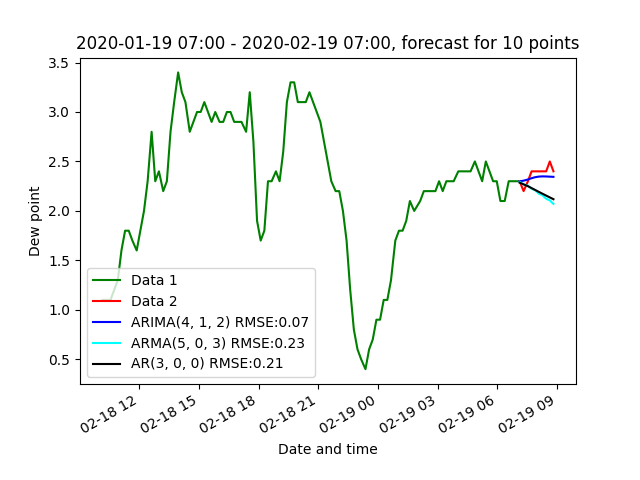 2020-01-19 07:00 - 2020-02-19 07:00, forecast for 10 points
3.5
3.0
2.5
2.0
1.5
1.0
0.5
Dew point
Data 1
Data 2
ARIMA(4, 1, 2) RMSE:0.07
ARMA(5, 0, 3) RMSE:0.23
AR(3, 0, 0) RMSE:0.21
02-18 12
02-18 15
02-18 18
02-18 21
02-19 00
02-19 03
02-19 06
02-19 09
Date and time